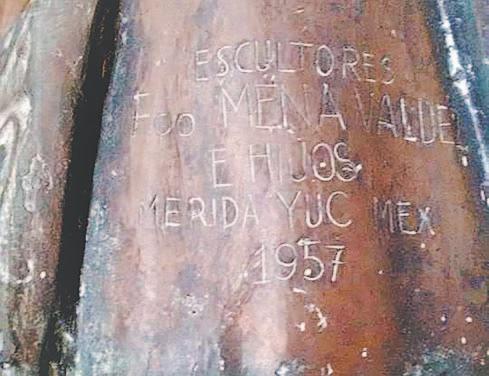 ESCULTORES
Fco MENA VALDEZ
E HIJOS
MERIDA YUC MEX
1957